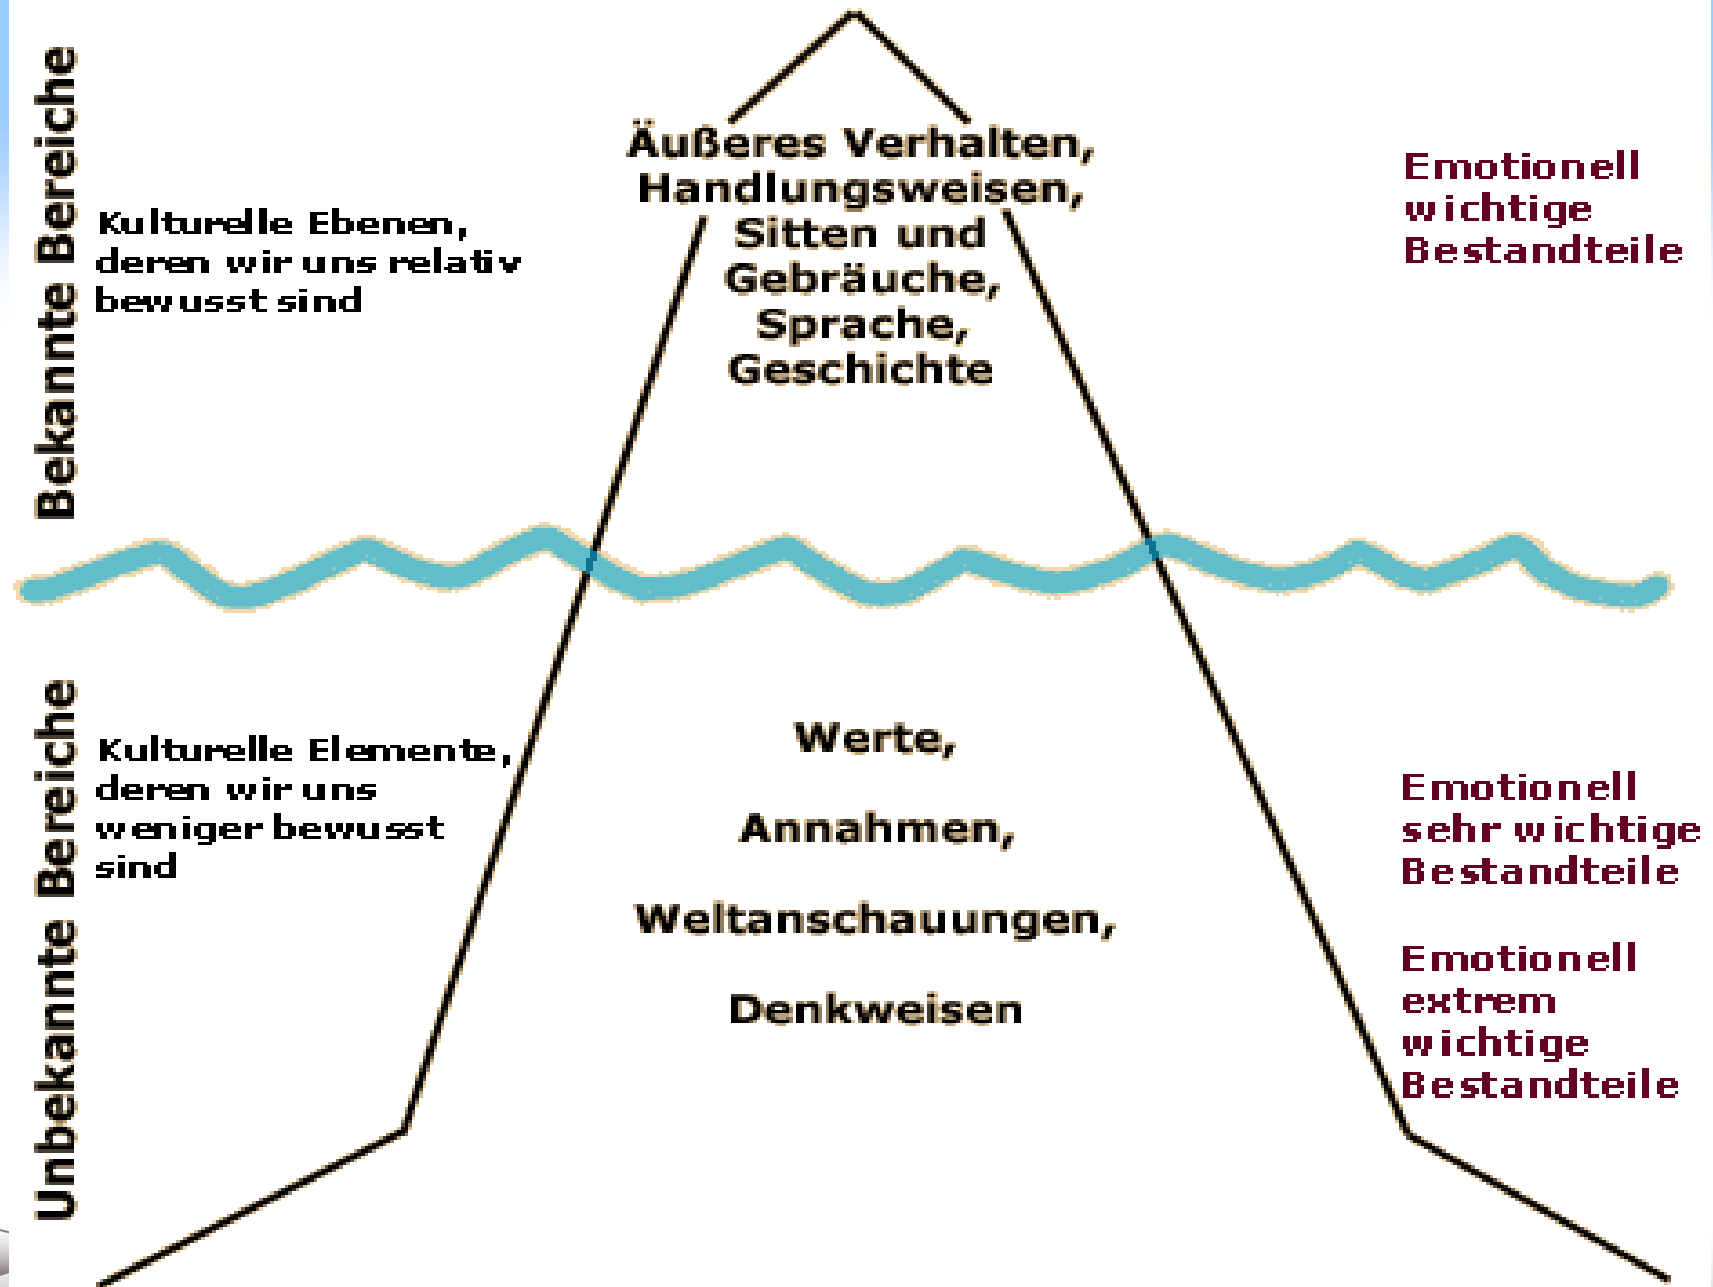 Bekannte Bereiche
Kulturelle Ebenen,
deren wir uns relativ
bewusst sind
Äußeres Verhalten,
Handlungsweisen,
Sitten und
Gebräuche,
Sprache,
Geschichte
Emotionell
wichtige
Bestandteile
Unbekannte Bereiche
Kulturelle Elemente,
deren wir uns
weniger bewusst
sind
Werte,
Annahmen,
Weltanschauungen,
Denkweisen
Emotionell
sehr wichtige
Bestandteile
Emotionell
extrem
wichtige
Bestandteile